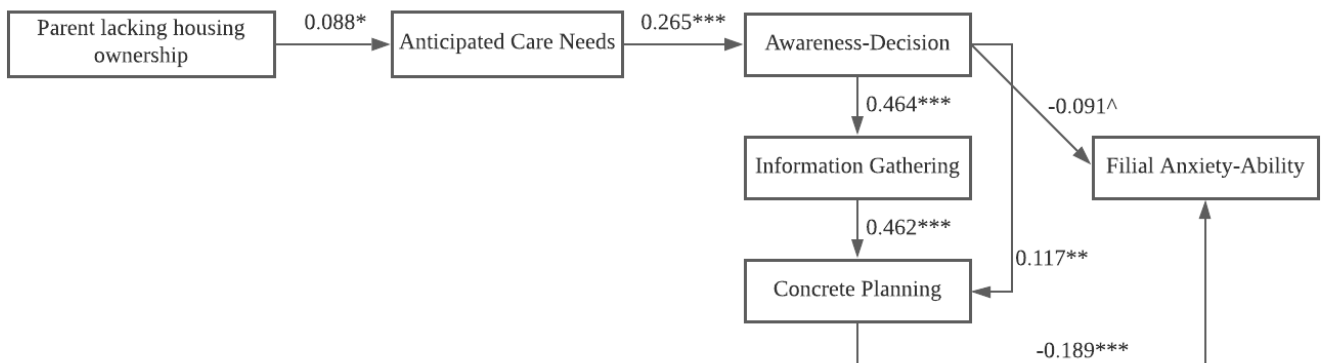 Parent lacking housing
ownership
0.088*
Anticipated Care Needs
0.265***
Awareness-Decision
0.464***
-0.091^
Information Gathering
Filial Anxiety-Ability
0.462***
0.117**
Concrete Planning
-0.189***